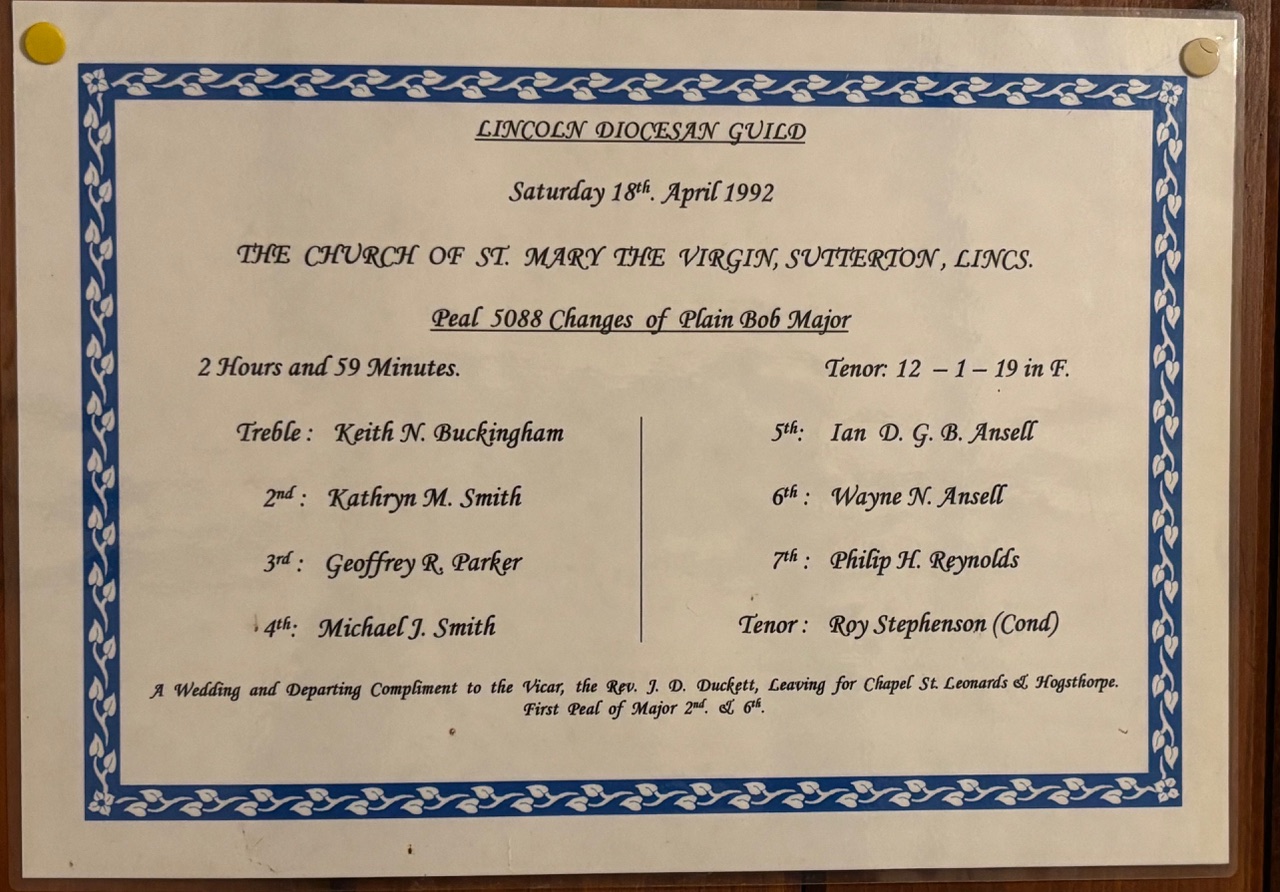 LINCOLN DIOCESAN GUILD
Saturday 18th. April 1992
THE CHURCH OF ST. MARY THE VIRGIN, SUTTERTON, LINCS.
Peal 5088 Changes of Plain Bob Major
2 Hours and 59 Minutes. Tenor: 12 – 1 – 19 in F.
Treble : Keith N. Buckingham 5th: Ian D. G. B. Ansell
2nd : Kathryn M. Smith 6th : Wayne N. Ansell
3rd : Geoffrey R. Parker 7th : Philip H. Reynolds
4th: Michael J. Smith Tenor : Roy Stephenson (Cond)
A Wedding and Departing Compliment to the Vicar, the Rev. J. D. Duckett, Leaving for Chapel St. Leonards & Hogsthorpe.
First Peal of Major 2nd. & 6th.